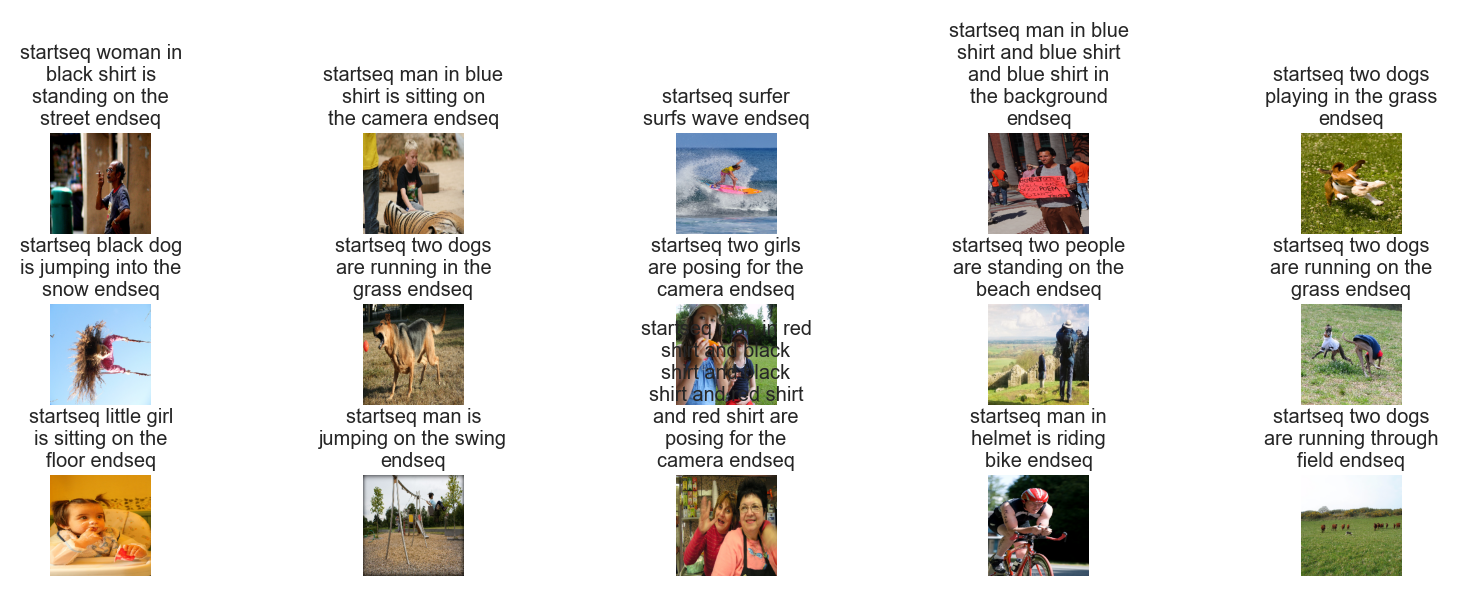 startseq woman in
black shirt is
standing on the
street endseq
startseq man in blue
shirt is sitting on
the camera endseq
startseq surfer
surfs wave endseq
startseq man in blue
shirt and blue shirt
and blue shirt in
the background
endseq
startseq two dogs
playing in the grass
endseq
startseq black dog
is jumping into the
snow endseq
startseq two dogs
are running in the
grass endseq
startseq two girls
are posing for the
camera endseq
startseq two people
are standing on the
beach endseq
startseq two dogs
are running on the
grass endseq
startseq little girl
is sitting on the
floor endseq
startseq man is
jumping on the swing
endseq
startseq man in red
shirt and black
shirt and black
shirt and red shirt
and red shirt are
posing for the
camera endseq
startseq man in
helmet is riding
bike endseq
startseq two dogs
are running through
field endseq